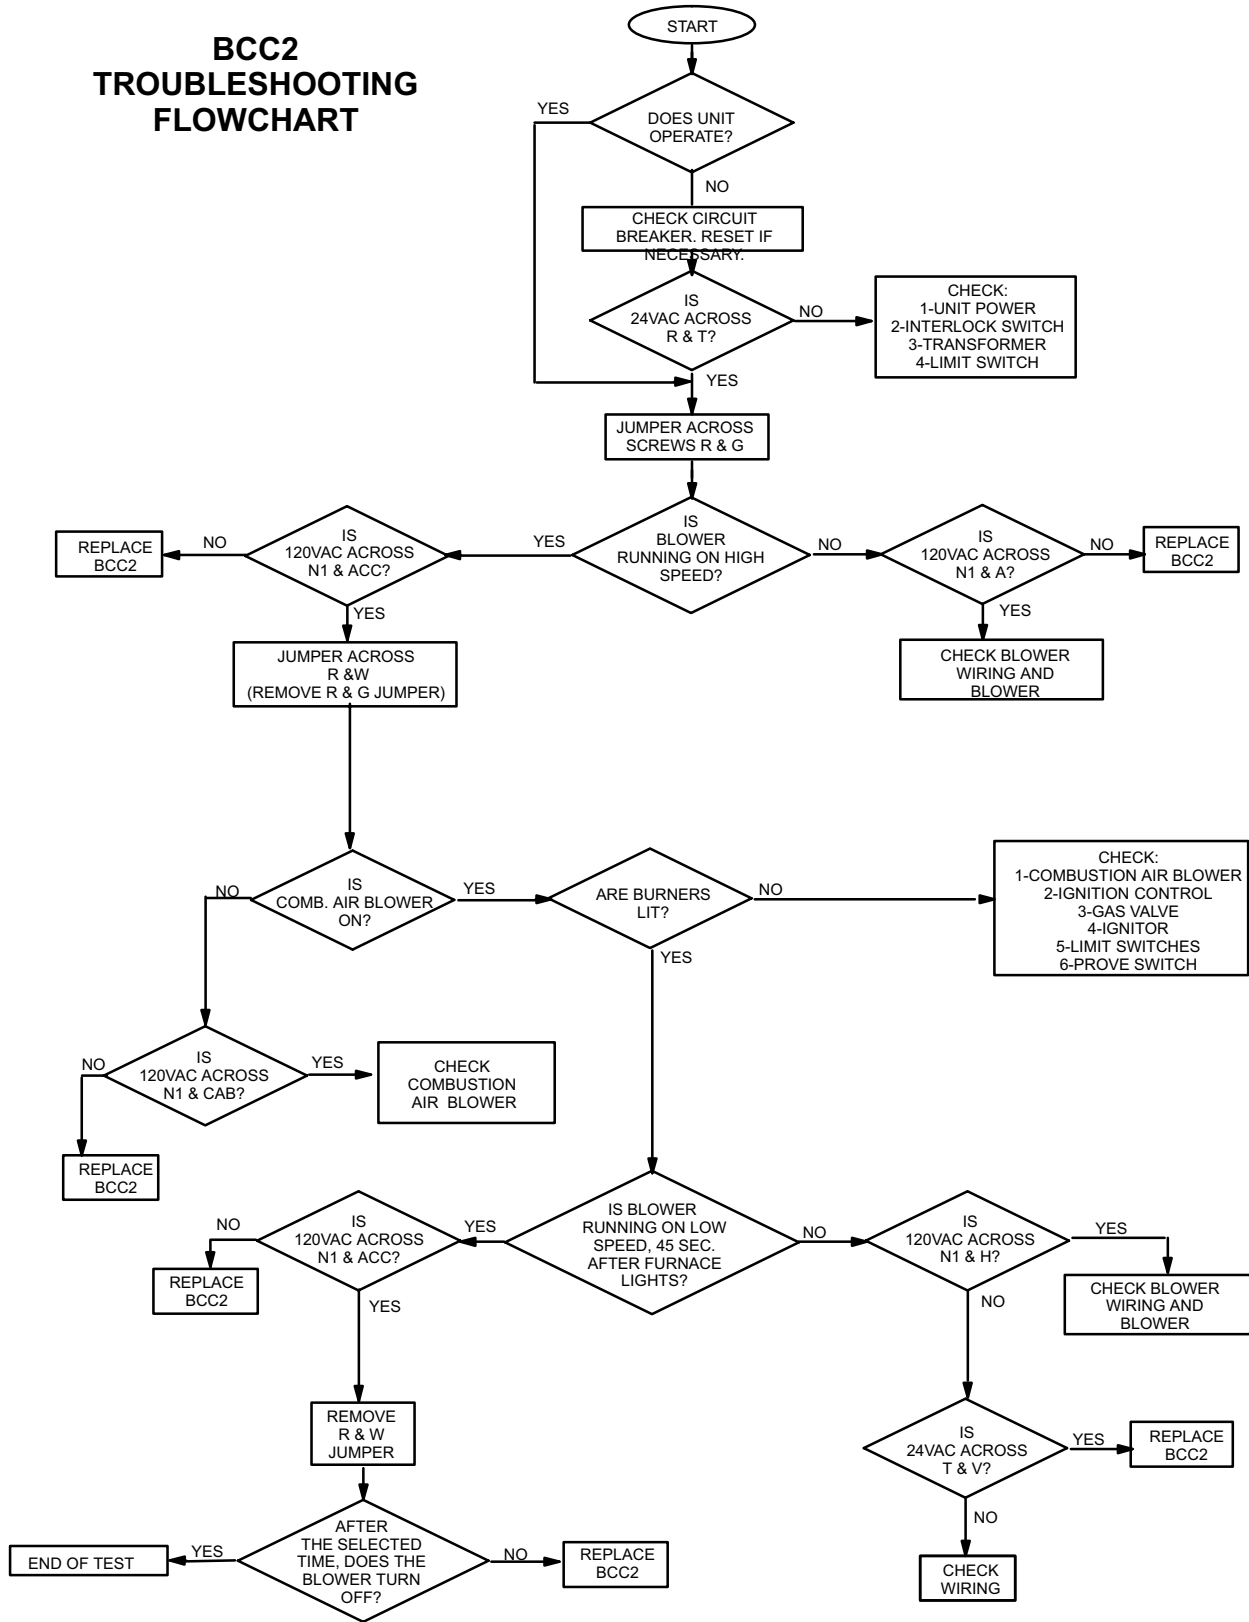 BCC2
TROUBLESHOOTING
FLOWCHART
START
DOES UNIT
OPERATE?
YES
NO
CHECK CIRCUIT
BREAKER. RESET IF
NECESSARY.
IS
24VAC ACROSS
R & T?
NO
CHECK:
1-UNIT POWER
2-INTERLOCK SWITCH
3-TRANSFORMER
4-LIMIT SWITCH
YES
JUMPER ACROSS
SCREWS R & G
IS
BLOWER
RUNNING ON HIGH
SPEED?
YES
NO
IS
120VAC ACROSS
N1 & ACC?
NO
REPLACE
BCC2
IS
120VAC ACROSS
N1 & A?
NO
REPLACE
BCC2
YES
CHECK BLOWER
WIRING AND
BLOWER
YES
JUMPER ACROSS
R &W
(REMOVE R & G JUMPER)
IS
COMB. AIR BLOWER
ON?
NO
YES
ARE BURNERS
LIT?
NO
CHECK:
1-COMBUSTION AIR BLOWER
2-IGNITION CONTROL
3-GAS VALVE
4-IGNITOR
5-LIMIT SWITCHES
6-PROVE SWITCH
YES
IS
120VAC ACROSS
N1 & CAB?
NO
YES
CHECK
COMBUSTION
AIR BLOWER
REPLACE
BCC2
IS BLOWER
RUNNING ON LOW
SPEED, 45 SEC.
AFTER FURNACE
LIGHTS?
YES
NO
IS
120VAC ACROSS
N1 & ACC?
NO
REPLACE
BCC2
YES
IS
120VAC ACROSS
N1 & H?
YES
CHECK BLOWER
WIRING AND
BLOWER
NO
REMOVE
R & W
JUMPER
IS
24VAC ACROSS
T & V?
YES
REPLACE
BCC2
NO
CHECK
WIRING
AFTER
THE SELECTED
TIME, DOES THE
BLOWER TURN
OFF?
YES
END OF TEST
NO
REPLACE
BCC2